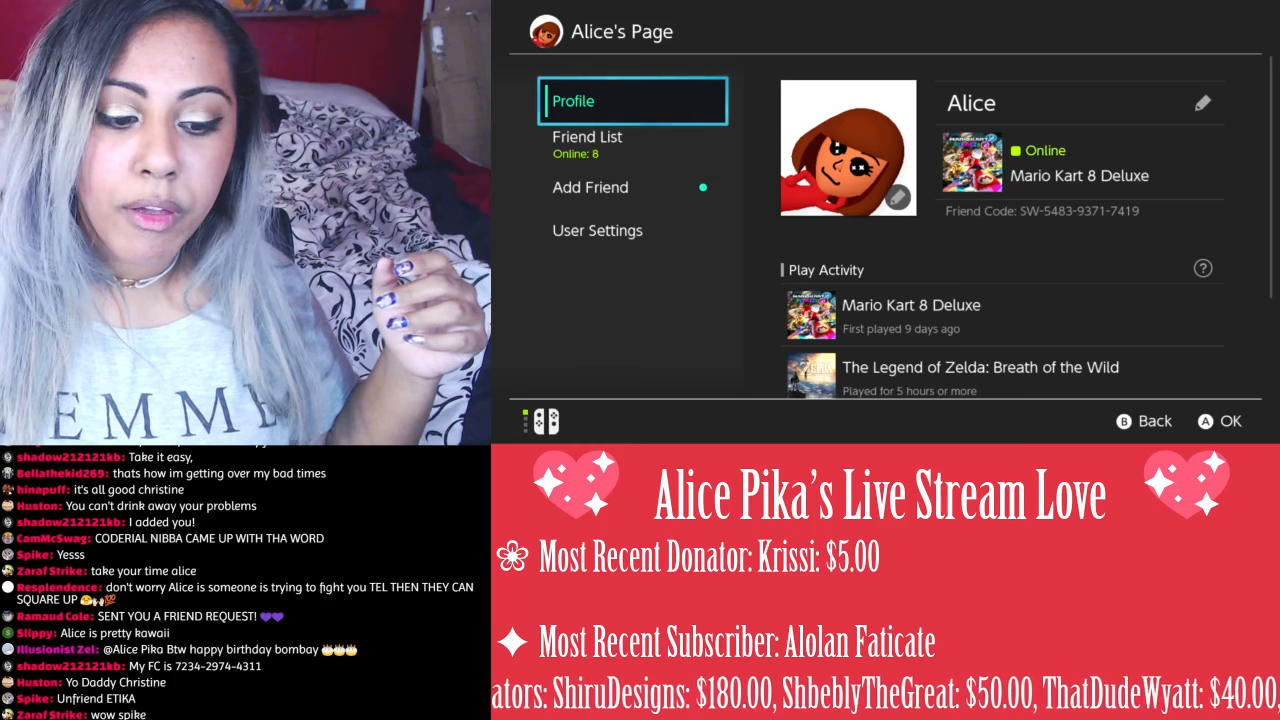 Alice's Page
Profile
Friend List
Online: 8
Add Friend
User Settings
Alice
Online
Mario Kart 8 Deluxe
Friend Code: SW-5483-9371-7419
Play Activity
?
Mario Kart 8 Deluxe
First played 9 days ago
The Legend of Zelda: Breath of the Wild
Played for 5 hours or more
B Back A OK
EMME
shadow212121kb: Take it easy,
Bellathekid269: thats how im getting over my bad times
hinapuff: it's all good christine
Huston: You can't drink away your problems
shadow212121kb: I added you!
CamMcSwag: CODERIAL NIBBA CAME UP WITH THA WORD
Spike: Yesss
Zaraf Strike: take your time alice
Resplendence: don't worry Alice is someone is trying to fight you TEL THEN THEY CAN
SQUARE UP
Ramaud Cole: SENT YOU A FRIEND REQUEST!
Slippy: Alice is pretty kawaii
Illusionist Zel: @Alice Pika Btw happy birthday bombay
shadow212121kb: My FC is 7234-2974-4311
Huston: Yo Daddy Christine
Spike: Unfriend ETIKA
Zaraf Strike: wow spike
Alice Pika's Live Stream Love
Most Recent Donator: Krissi: $5.00
Most Recent Subscriber: Alolan Faticate
ators: ShiruDesigns: $180.00, ShbeblyTheGreat: $50.00, ThatDudeWyatt: $40.00,